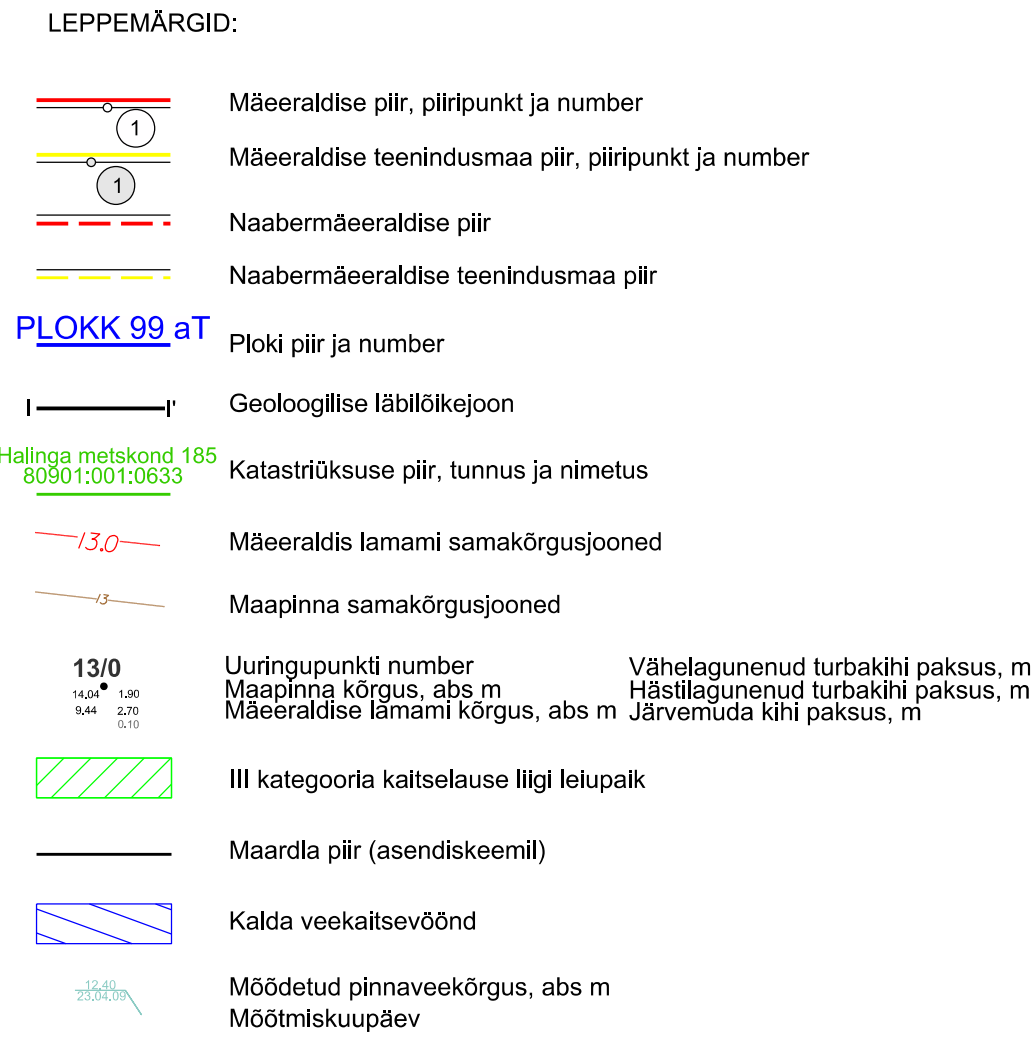 LEPPEMÄRGID:
Mäeeraldise piir, piiripunkt ja number
1
Mäeeraldise teenindusmaa piir, piiripunkt ja number
1
Naabermäeeraldise piir
Naabermäeeraldise teenindusmaa piir
PLOKK 99 aT
Ploki piir ja number
I I'
Geoloogilise läbilõikejoon
Halinga metskond 185
80901:001:0633
Katastriüksuse piir, tunnus ja nimetus
13.0
Mäeeraldis lamami samakõrgusjooned
13
Maapinna samakõrgusjooned
13/0
14.04 1.90
9.44 2.70
0.10
Uuringupunkti number
Maapinna kõrgus, abs m
Mäeeraldise lamami kõrgus, abs m
Vähelagunenud turbakihi paksus, m
Hästilagunenud turbakihi paksus, m
Järvemuda kihi paksus, m
III kategooria kaitselause liigi leiupaik
Maardla piir (asendiskeemil)
Kalda veekaitsevöönd
12.40
23.04.09
Mõõdetud pinnaveekõrgus, abs m
Mõõtmiskuupäev